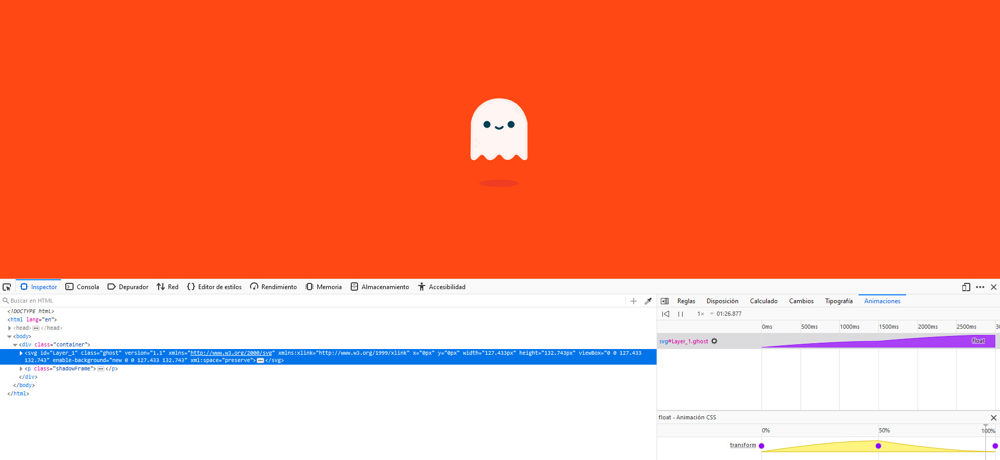 Inspector Consola Depurador Red Editor de estilos Rendimiento Memoria Almacenamiento Accesibilidad
Buscar en HTML
<!DOCTYPE html>
<html lang="en">
<head> </head>
<body>
<div class="container">
<svg id="Layer_1" class="ghost" version="1.1" xmlns="http://www.w3.org/2000/svg" xmlns:xlink="http://www.w3.org/1999/xlink" x="0px" y="0px" width="127.433px" height="132.743px" viewBox="0 0 127.433
132.743" enable-background="new 0 0 127.433 132.743" xml:space="preserve"> </svg>
<p class="shadowFrame"> </p>
</div>
</body>
</html>
Reglas Disposición Calculado Cambios Tipografía Animaciones
1× 01:26.877
0ms 500ms 1000ms 1500ms 2000ms 2500ms
svg#Layer_1.ghost float
float - Animación CSS
0% 50% 100%
transform